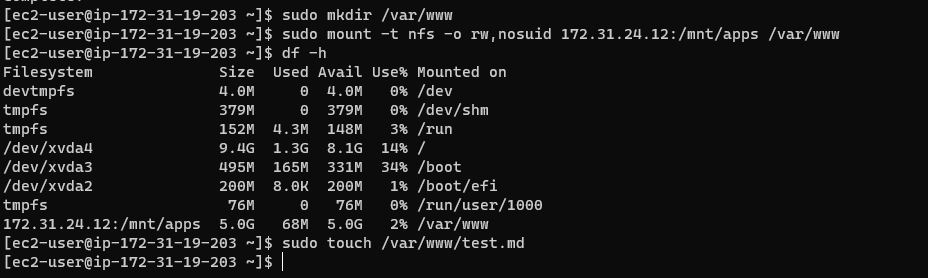 [ec2-user@ip-172-31-19-203 ~]$ sudo mkdir /var/www
[ec2-user@ip-172-31-19-203 ~]$ sudo mount -t nfs -o rw,nosuid 172.31.24.12:/mnt/apps /var/www
[ec2-user@ip-172-31-19-203 ~]$ df -h
Filesystem              Size  Used Avail Use% Mounted on
devtmpfs                4.0M     0  4.0M   0% /dev
tmpfs                   379M     0  379M   0% /dev/shm
tmpfs                   152M  4.3M  148M   3% /run
/dev/xvda4              9.4G  1.3G  8.1G  14% /
/dev/xvda3              495M  165M  331M  34% /boot
/dev/xvda2              200M  8.0K  200M   1% /boot/efi
tmpfs                    76M     0   76M   0% /run/user/1000
172.31.24.12:/mnt/apps  5.0G   68M  5.0G   2% /var/www
[ec2-user@ip-172-31-19-203 ~]$ sudo touch /var/www/test.md
[ec2-user@ip-172-31-19-203 ~]$